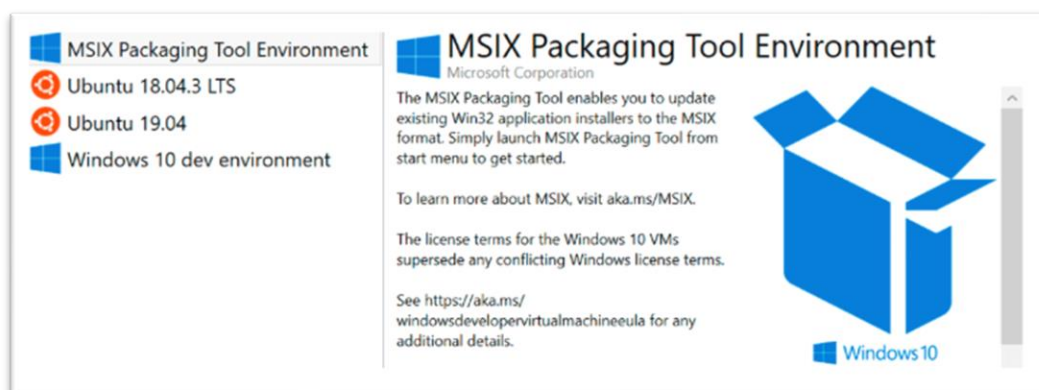 MSIX Packaging Tool Environment
Ubuntu 18.04.3 LTS
Ubuntu 19.04
Windows 10 dev environment
MSIX Packaging Tool Environment
Microsoft Corporation
The MSIX Packaging Tool enables you to update
existing Win32 application installers to the MSIX
format. Simply launch MSIX Packaging Tool from
start menu to get started.
To learn more about MSIX, visit aka.ms/MSIX.
The license terms for the Windows 10 VMs
supersede any conflicting Windows license terms.
See https://aka.ms/
windowsdevelopervirtualmachineeula for any
additional details.
Windows 10